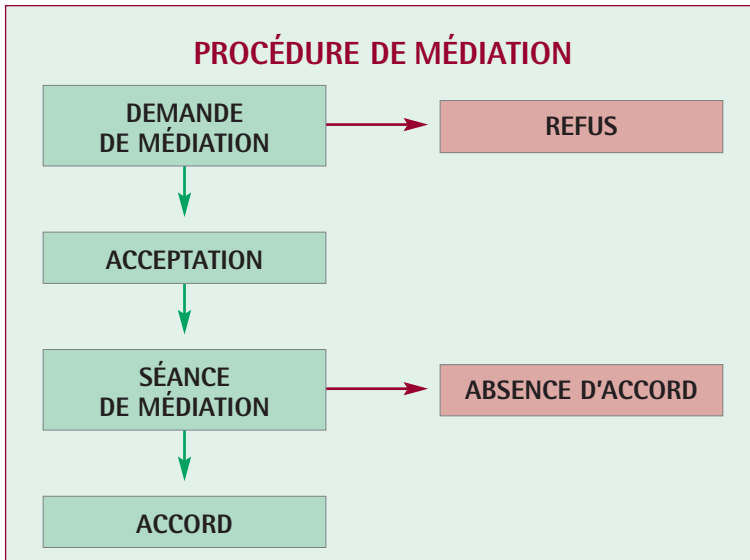 PROCÉDURE DE MÉDIATION
DEMANDE
DE MÉDIATION
REFUS
ACCEPTATION
SÉANCE
DE MÉDIATION
ABSENCE D'ACCORD
ACCORD